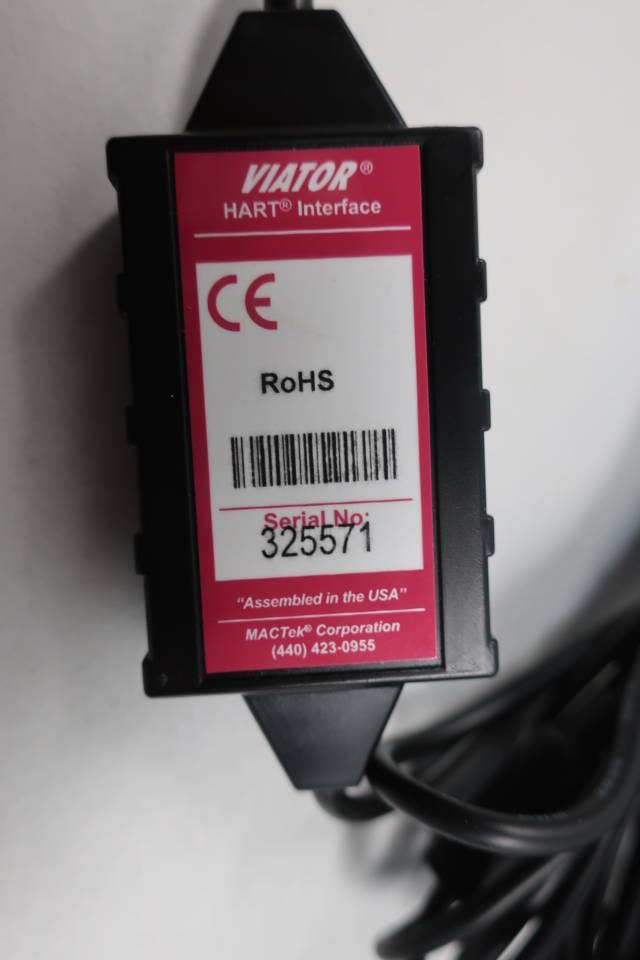 VIATOR®
HART® Interface
CE
RoHS
Serial No:
325571
"Assembled in the USA"
MACTek® Corporation
(440) 423-0955